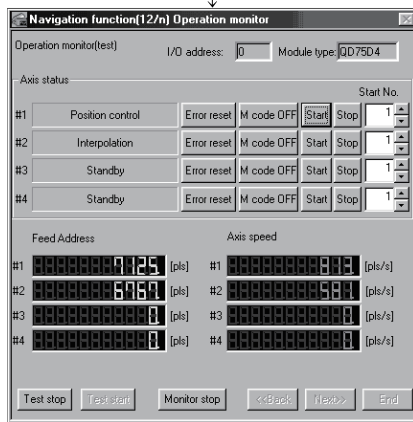 Navigation function(12/n) Operation monitor
Operation monitor(test) I/O address: 0 Module type: QD75D4
Axis status
Start No.
#1 Position control Error reset M code OFF Start Stop 1
#2 Interpolation Error reset M code OFF Start Stop 1
#3 Standby Error reset M code OFF Start Stop 1
#4 Standby Error reset M code OFF Start Stop 1
Feed Address Axis speed
#1 7125. [pls] #1 813. [pls/s]
#2 6767. [pls] #2 581. [pls/s]
#3 0. [pls] #3 0. [pls/s]
#4 0. [pls] #4 0. [pls/s]
Test stop Test start Monitor stop <<Back Next>> End